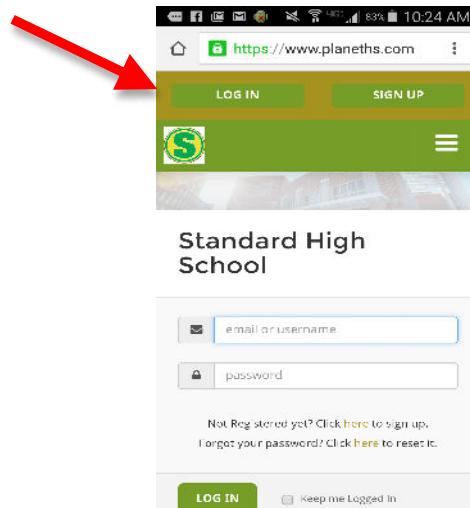 4G 83% 10:24 AM
https://www.planeths.com
LOG IN SIGN UP
S
Standard High
School
email or username
password
Not Registered yet? Click here to sign up.
Forgot your password? Click here to reset it.
LOG IN Keep me Logged In